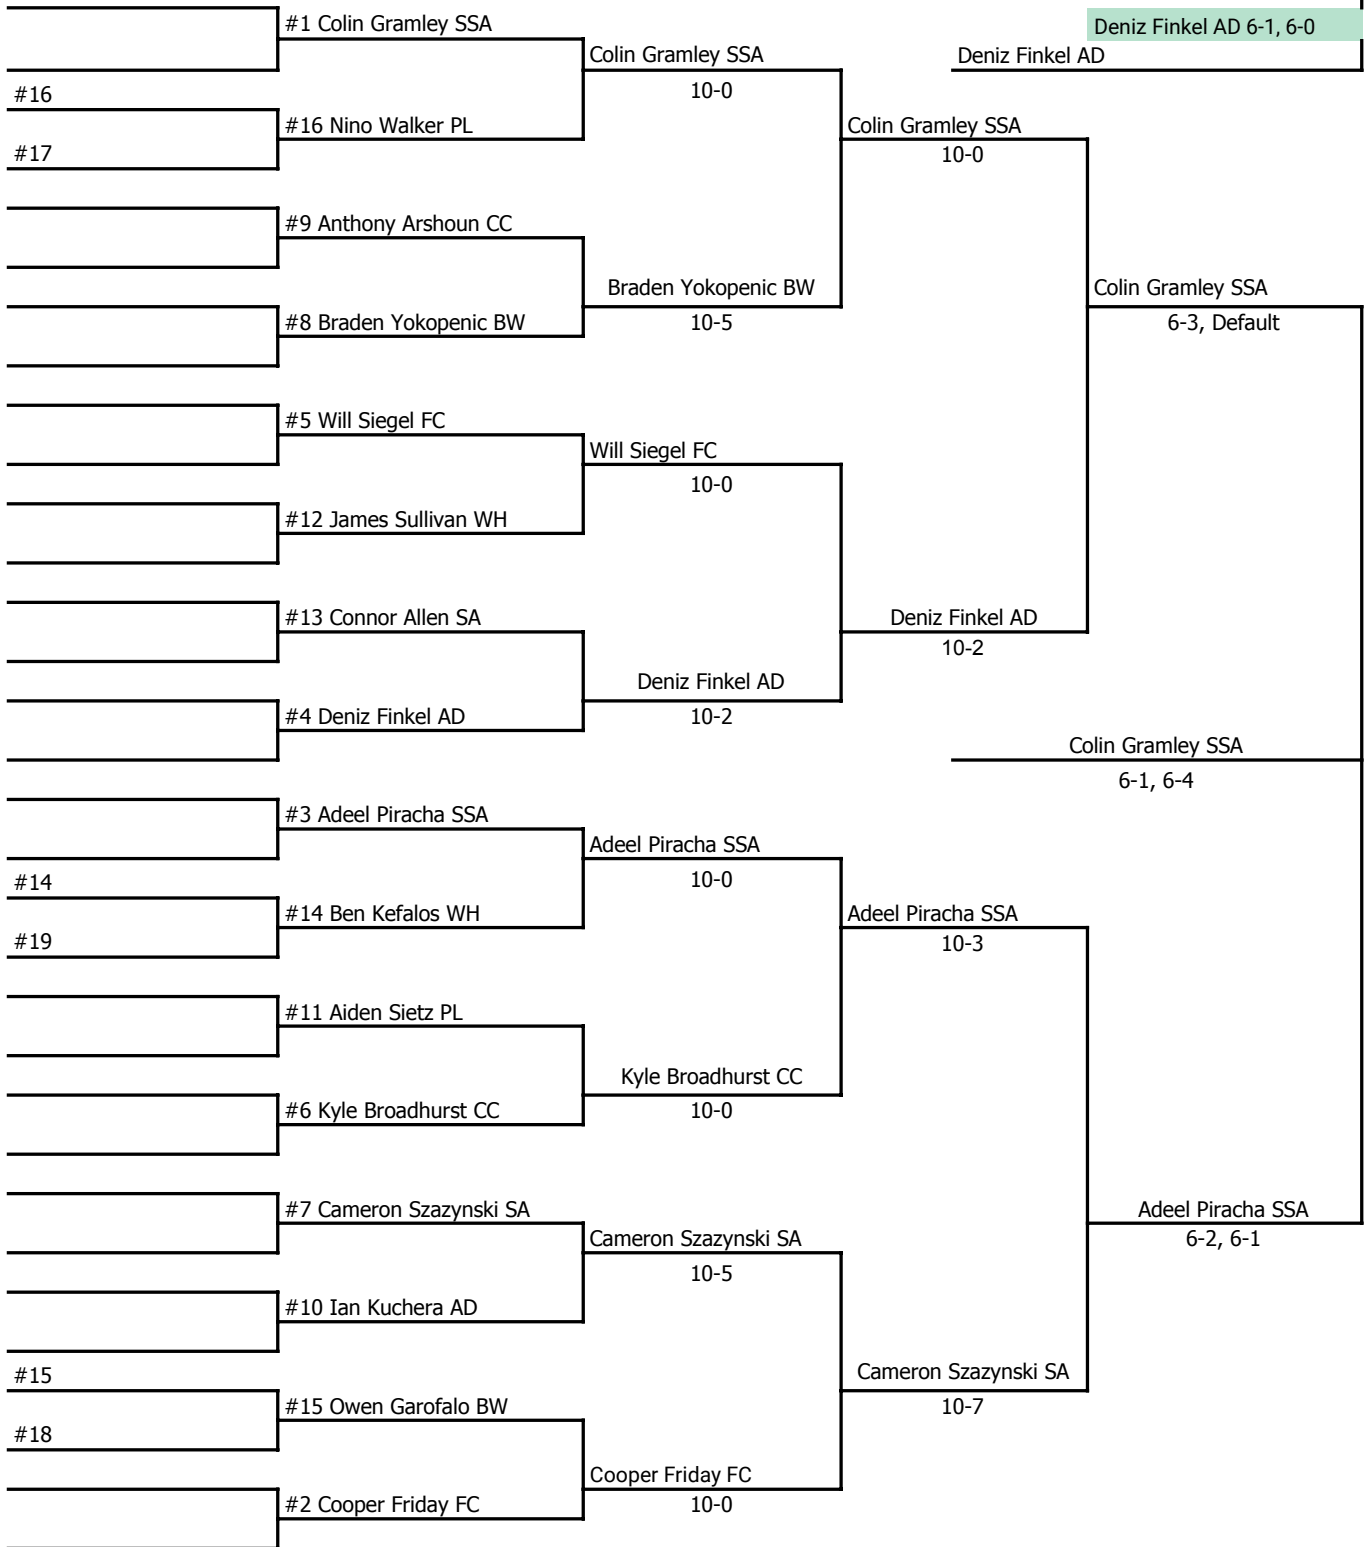 #1 Colin Gramley SSA
Deniz Finkel AD 6-1, 6-0
Colin Gramley SSA
Deniz Finkel AD
10-0
#16
#16 Nino Walker PL
Colin Gramley SSA
#17
10-0
#9 Anthony Arshoun CC
Braden Yokopenic BW
Colin Gramley SSA
#8 Braden Yokopenic BW
10-5
6-3, Default
#5 Will Siegel FC
Will Siegel FC
10-0
#12 James Sullivan WH
#13 Connor Allen SA
Deniz Finkel AD
10-2
Deniz Finkel AD
#4 Deniz Finkel AD
10-2
Colin Gramley SSA
6-1, 6-4
#3 Adeel Piracha SSA
Adeel Piracha SSA
10-0
#14
#14 Ben Kefalos WH
Adeel Piracha SSA
#19
10-3
#11 Aiden Sietz PL
Kyle Broadhurst CC
#6 Kyle Broadhurst CC
10-0
#7 Cameron Szazynski SA
Adeel Piracha SSA
Cameron Szazynski SA
6-2, 6-1
10-5
#10 Ian Kuchera AD
#15
Cameron Szazynski SA
#15 Owen Garofalo BW
10-7
#18
Cooper Friday FC
#2 Cooper Friday FC
10-0